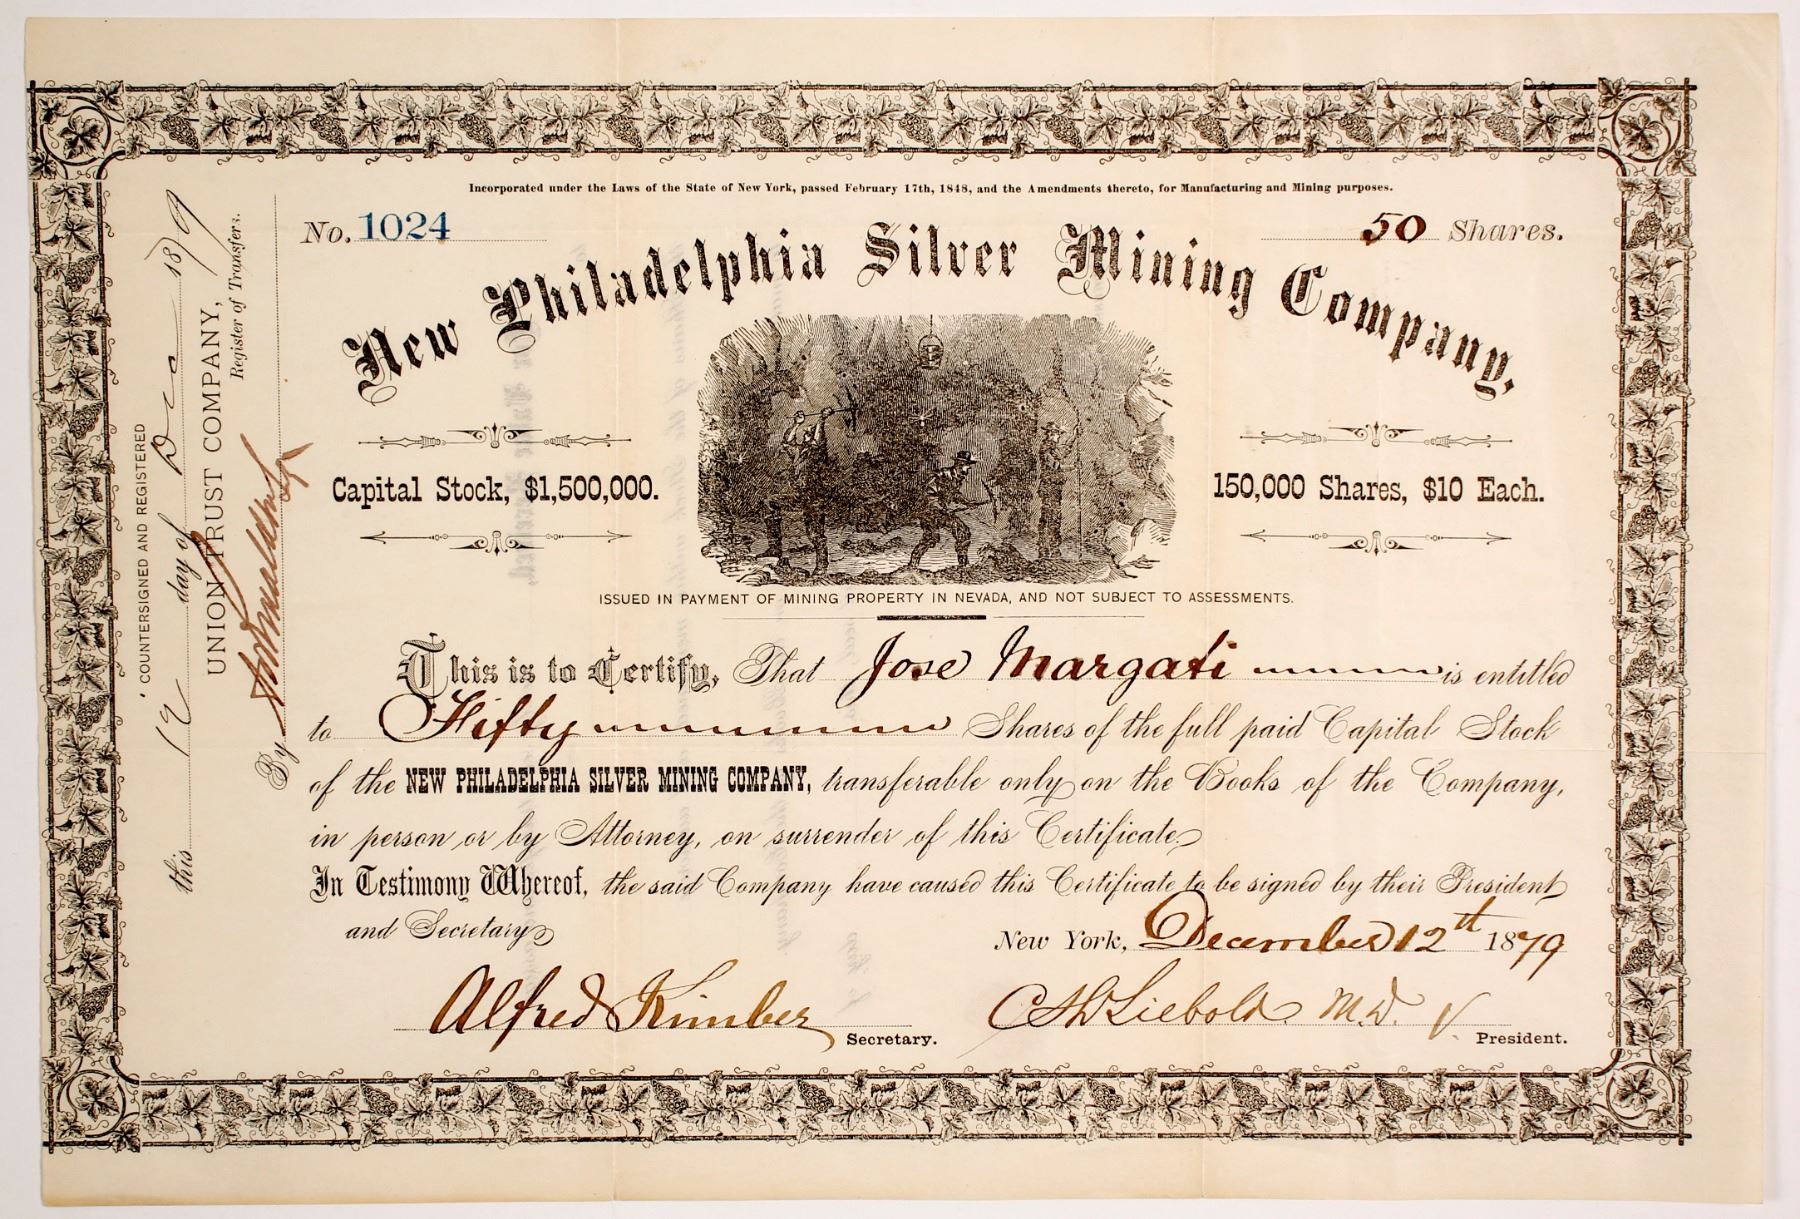 Incorporated under the Laws of the State of New York, passed February 17th, 1848, and the Amendments thereto, for Manufacturing and Mining purposes.
No. 1024
50 Shares.
New Philadelphia Silver Mining Company.
Capital Stock, $1,500,000.
150,000 Shares, $10 Each.
ISSUED IN PAYMENT OF MINING PROPERTY IN NEVADA, AND NOT SUBJECT TO ASSESSMENTS.
This is to Certify, That Jose Margati is entitled
to Fifty Shares of the full paid Capital Stock
of the NEW PHILADELPHIA SILVER MINING COMPANY, transferable only on the Books of the Company,
in person or by Attorney, on surrender of this Certificate.
In Testimony Whereof, the said Company have caused this Certificate to be signed by their President
and Secretary
New York, December 12th 1879
Alfred Kimber Secretary.
C H Liebold M.D. President.
COUNTERSIGNED AND REGISTERED
this 12 day of Dec 1879
UNION TRUST COMPANY,
Register of Transfers.
By